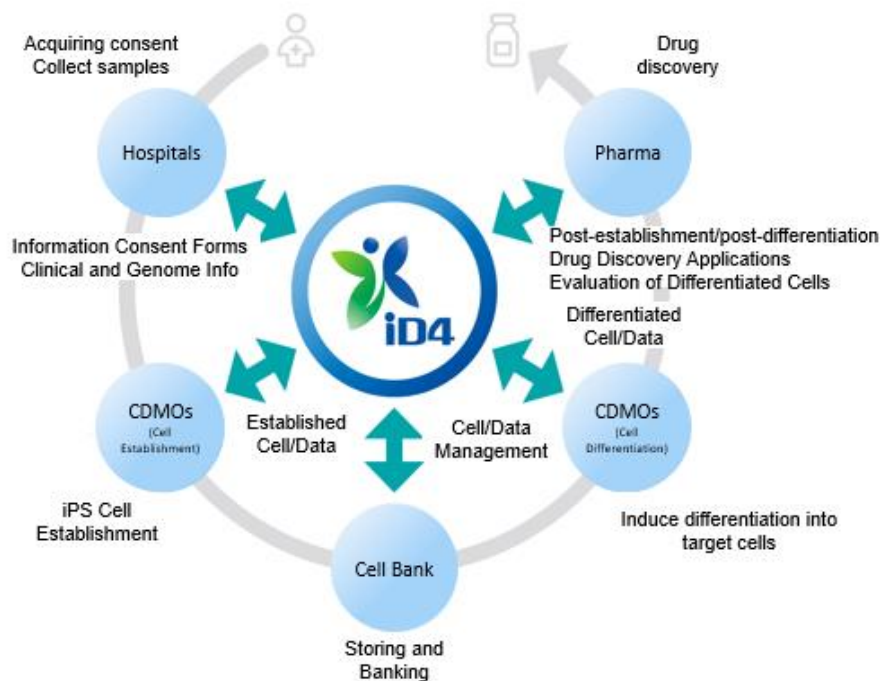 Acquiring consent
Collect samples
Drug
discovery
Hospitals
Pharma
Information Consent Forms
Clinical and Genome Info
Post-establishment/post-differentiation
Drug Discovery Applications
Evaluation of Differentiated Cells
iD4
Differentiated
Cell/Data
CDMOs
(Cell
Establishment)
Established
Cell/Data
Cell/Data
Management
CDMOs
(Cell
Differentiation)
iPS Cell
Establishment
Induce differentiation into
target cells
Cell Bank
Storing and
Banking